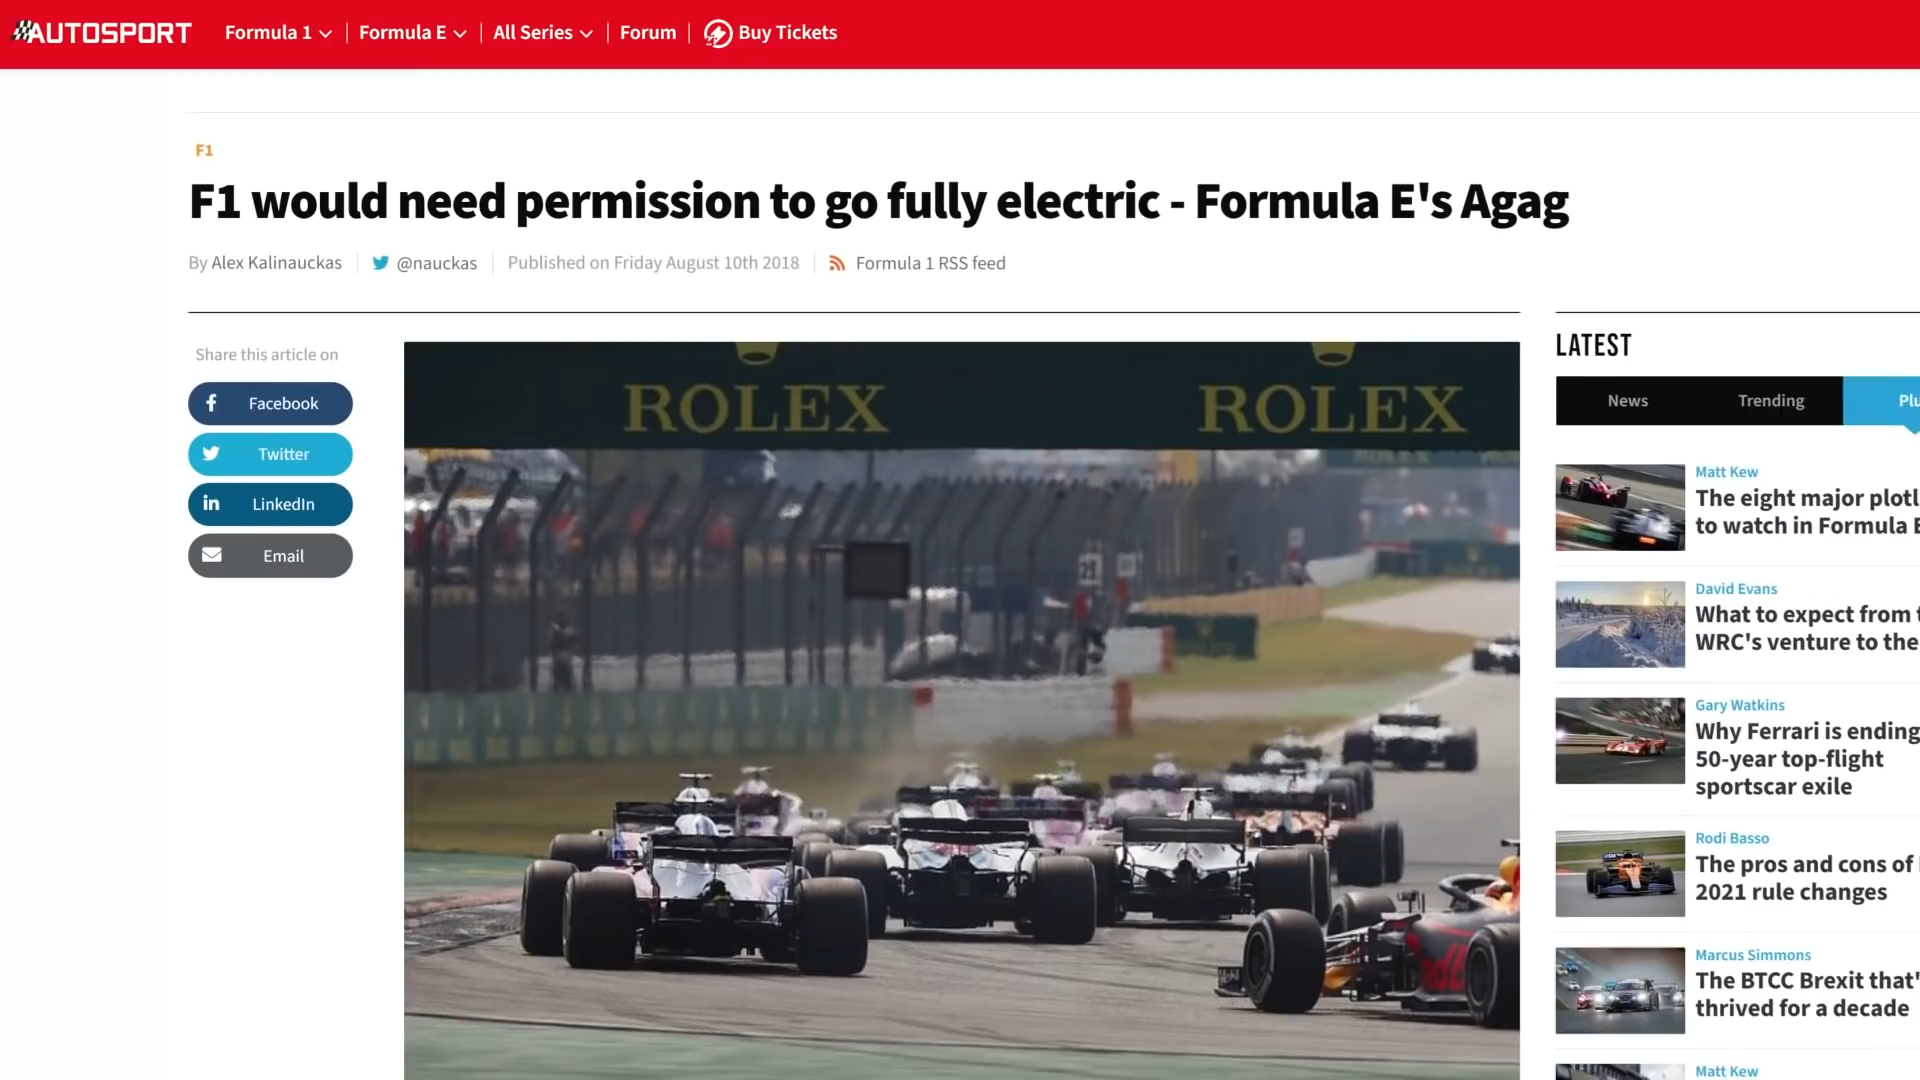 AUTOSPORT
Formula 1
Formula E
All Series
Forum
Buy Tickets
F1
F1 would need permission to go fully electric - Formula E's Agag
By Alex Kalinauckas
@nauckas
Published on Friday August 10th 2018
Formula 1 RSS feed
Share this article on
Facebook
Twitter
LinkedIn
Email
ROLEX
ROLEX
LATEST
News
Trending
Plu
Matt Kew
The eight major plotl
to watch in Formula E
David Evans
What to expect from t
WRC's venture to the
Gary Watkins
Why Ferrari is ending
50-year top-flight
sportscar exile
Rodi Basso
The pros and cons of
2021 rule changes
Marcus Simmons
The BTCC Brexit that'
thrived for a decade
Matt Kew